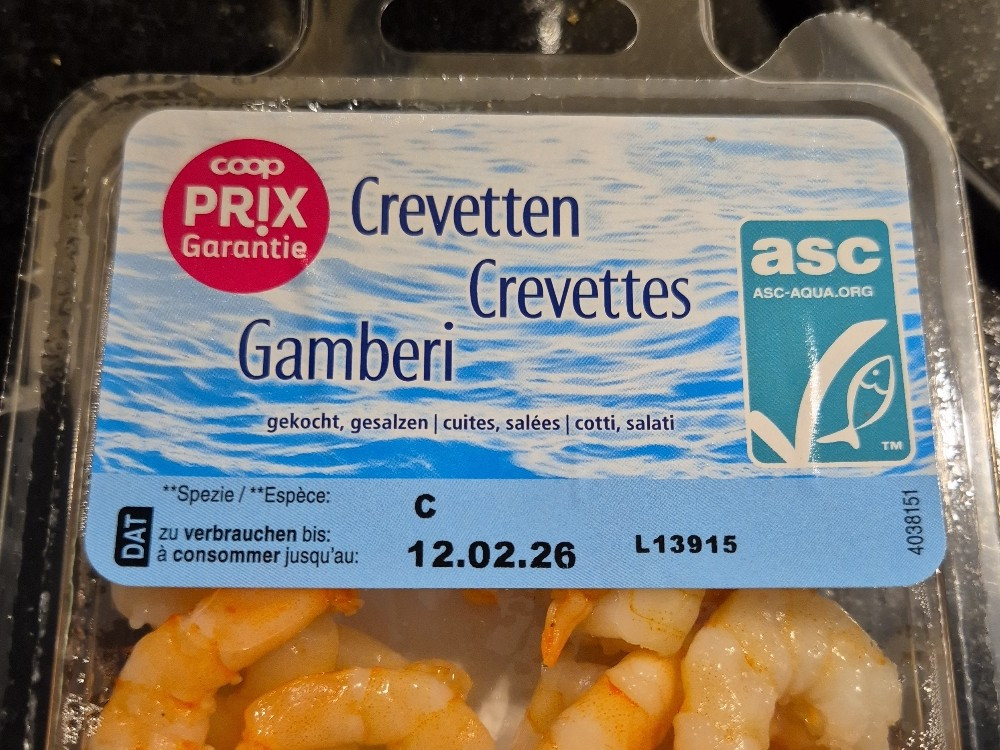 coop
PR!X
Garantie
Crevetten
Crevettes
Gamberi
gekocht, gesalzen | cuites, salées | cotti, salati
asc
ASC-AQUA.ORG
TM
**Spezie / **Espèce:
C
DAT
zu verbrauchen bis:
à consommer jusqu'au:
12.02.26
L13915
4038151